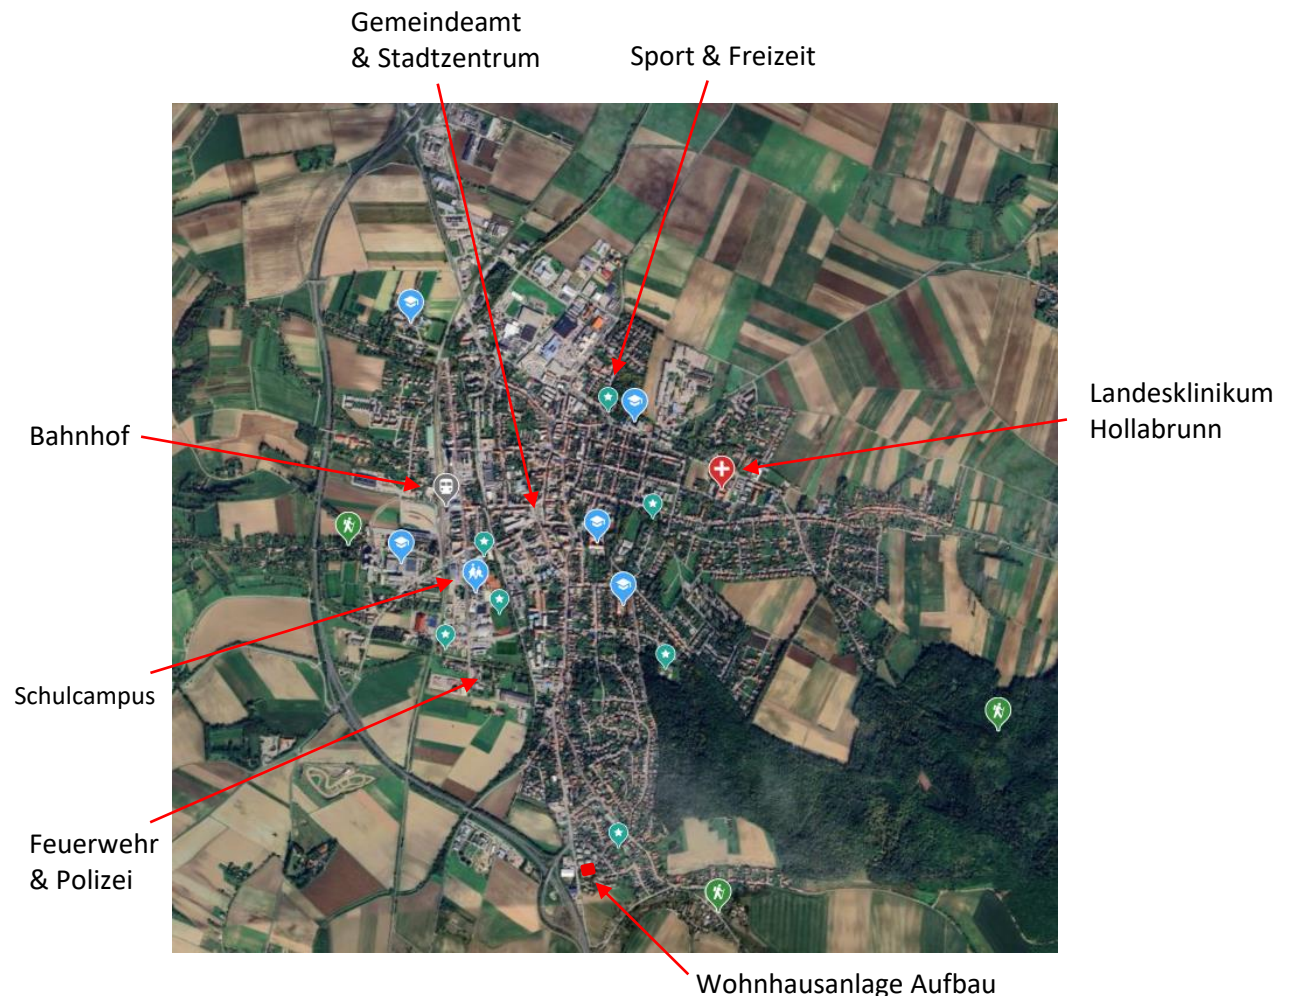 Gemeindeamt
& Stadtzentrum
Sport & Freizeit
Landesklinikum
Hollabrunn
Bahnhof
Schulcampus
Feuerwehr
& Polizei
Wohnhausanlage Aufbau